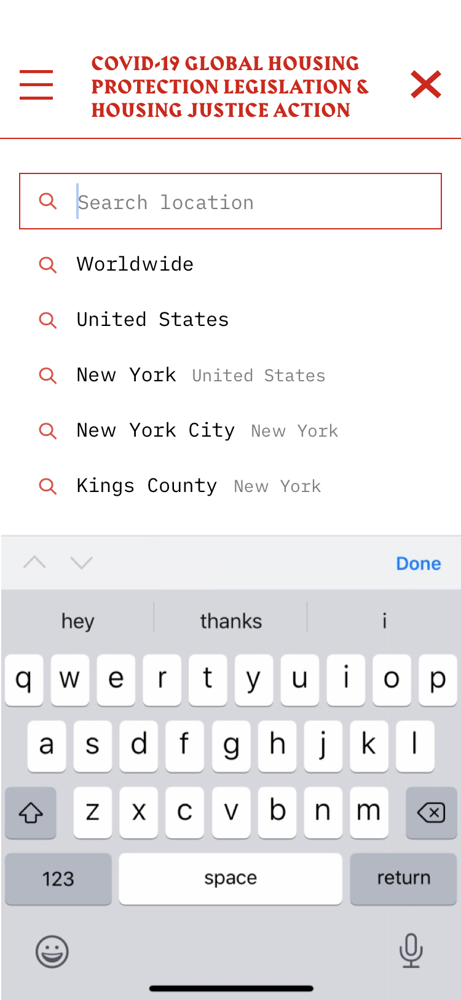 COVID-19 GLOBAL HOUSING
PROTECTION LEGISLATION &
HOUSING JUSTICE ACTION
Search location
Worldwide
United States
New York United States
New York City New York
Kings County New York
Done
hey thanks i
q w e r t y u i o p
a s d f g h j k l
z x c v b n m
123 space return